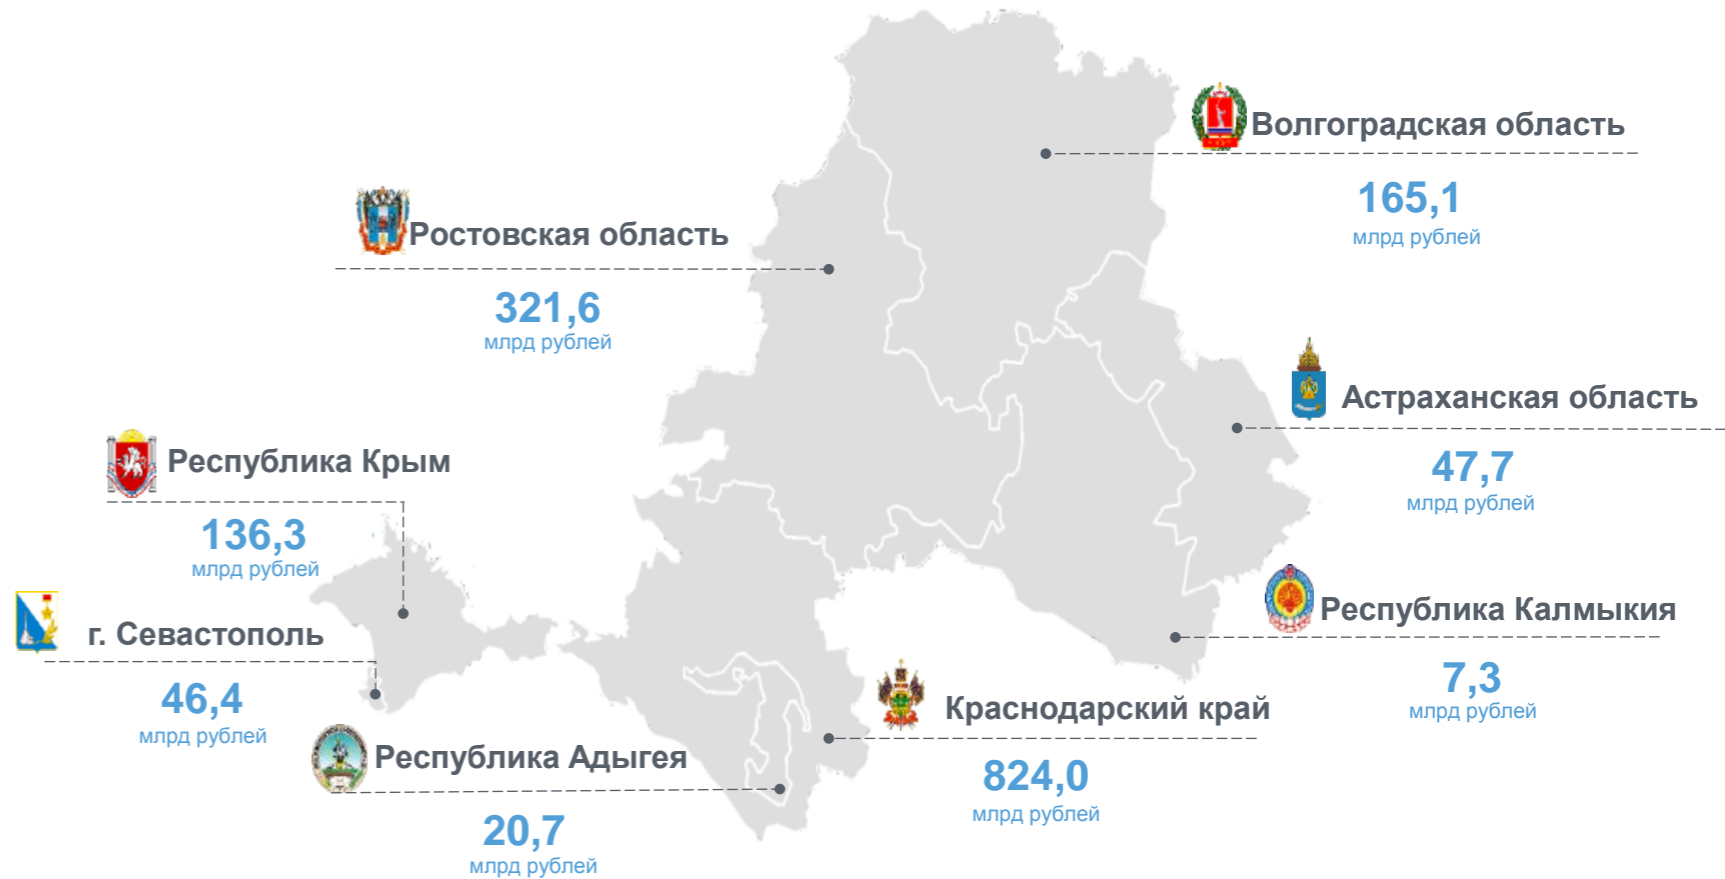 Волгоградская область
165,1
млрд рублей
Ростовская область
321,6
млрд рублей
Астраханская область
47,7
млрд рублей
Республика Крым
136,3
млрд рублей
Республика Калмыкия
7,3
млрд рублей
г. Севастополь
46,4
млрд рублей
Краснодарский край
824,0
млрд рублей
Республика Адыгея
20,7
млрд рублей